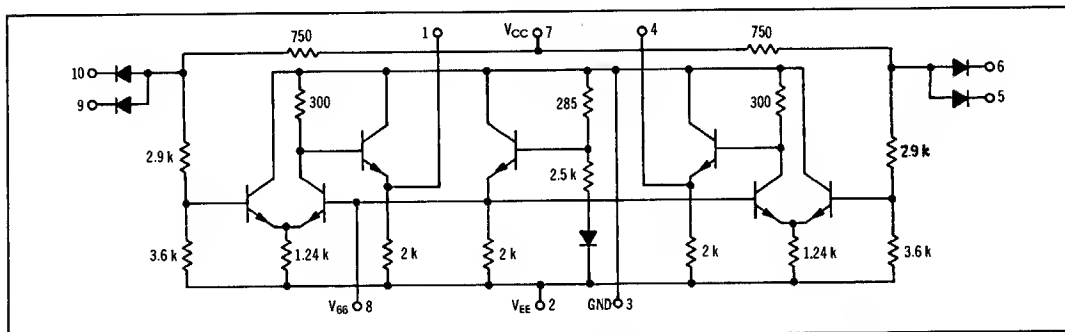 1 VCC 7 4
750 750
10 6
9 5
300 285 300
2.9 k 2.5 k 2.9 k
3.6 k 1.24 k 2 k 2 k 2 k 1.24 k 3.6 k
V66 8 VEE 2 GND 3